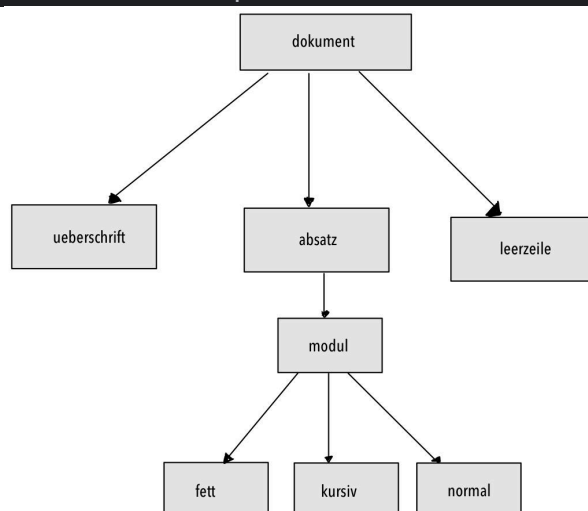 dokument
ueberschrift
absatz
leerzeile
modul
fett
kursiv
normal